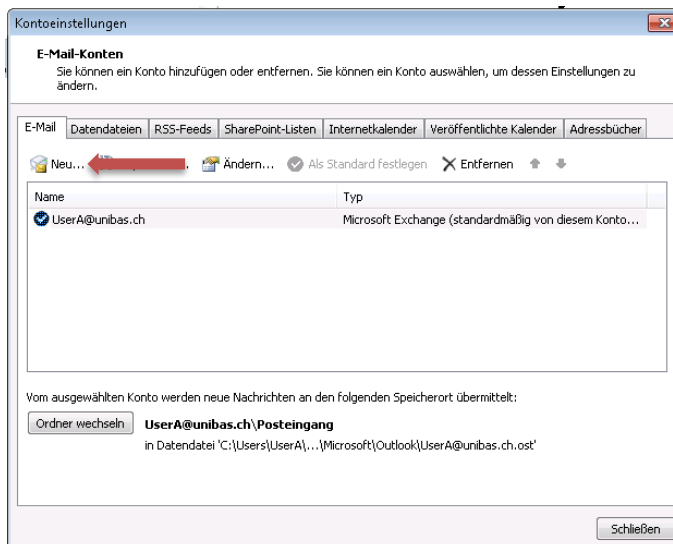 Kontoeinstellungen
E-Mail-Konten
Sie können ein Konto hinzufügen oder entfernen. Sie können ein Konto auswählen, um dessen Einstellungen zu
ändern.
E-Mail Datendateien RSS-Feeds SharePoint-Listen Internetkalender Veröffentlichte Kalender Adressbücher
Neu... Ändern... Als Standard festlegen Entfernen
Name Typ
UserA@unibas.ch Microsoft Exchange (standardmäßig von diesem Konto...
Vom ausgewählten Konto werden neue Nachrichten an den folgenden Speicherort übermittelt:
Ordner wechseln UserA@unibas.ch\Posteingang
in Datendatei 'C:\Users\UserA\...\Microsoft\Outlook\UserA@unibas.ch.ost'
Schließen